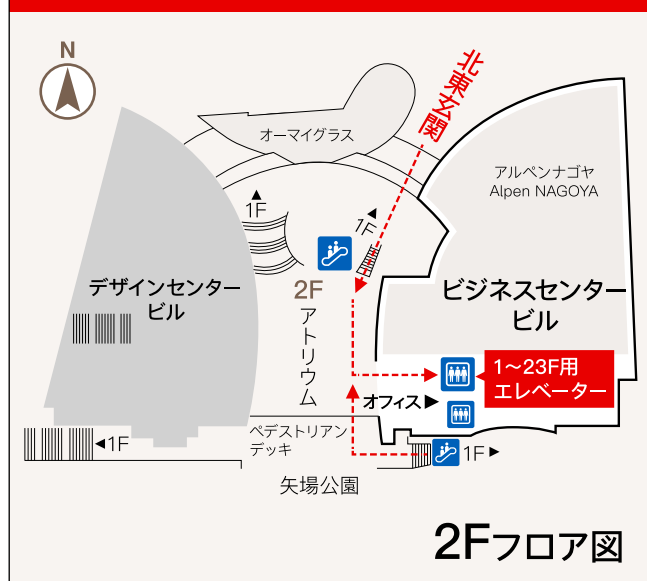 N
北東玄関
オーマイグラス
アルペンナゴヤ
Alpen NAGOYA
1F
1F
デザインセンター
ビル
2F
アトリウム
ビジネスセンター
ビル
1〜23F用
エレベーター
オフィス▶
ペデストリアン
デッキ
◀1F
1F▶
矢場公園
2Fフロア図